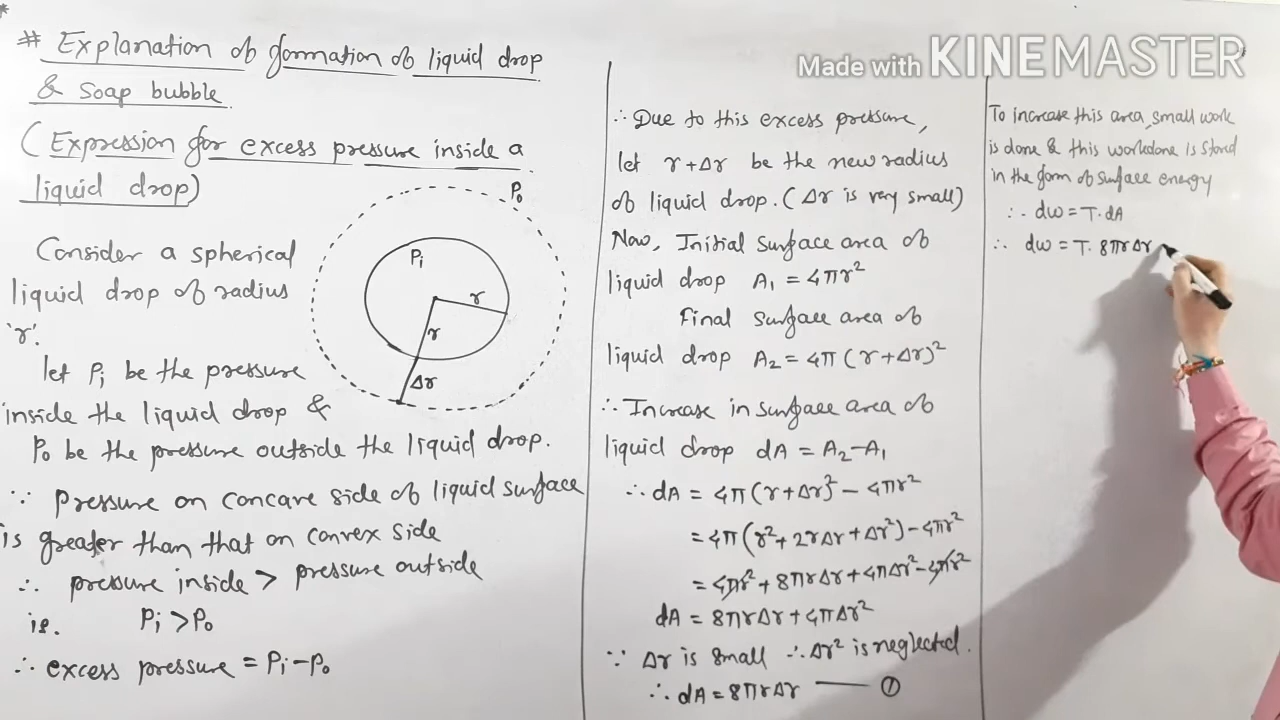 # Explanation of formation of liquid drop
& soap bubble
(Expression for excess pressure inside a
liquid drop)
Consider a spherical
liquid drop of radius
'r'.
let Pi be the pressure
inside the liquid drop &
Po be the pressure outside the liquid drop.
∵ pressure on concave side of liquid surface
is greater than that on convex side
∴ pressure inside > pressure outside
ie. Pi > Po
∴ excess pressure = Pi - Po
Po
Pi
r
r
Δr
Made with KINEMASTER
∴ Due to this excess pressure,
let r + Δr be the new radius
of liquid drop. (Δr is very small)
Now, Initial surface area of
liquid drop A₁ = 4πr²
Final surface area of
liquid drop A₂ = 4π(r+Δr)²
∴ Increase in surface area of
liquid drop dA = A₂-A₁
∴ dA = 4π(r+Δr)² - 4πr²
= 4π(r²+2rΔr+Δr²)-4πr²
= 4πr²+8πrΔr+4πΔr²-4πr²
dA = 8πrΔr+4πΔr²
∵ Δr is small ∴ Δr² is neglected.
∴ dA = 8πrΔr —— ①
To increase this area, small work
is done & this workdone is stored
in the form of surface energy
∴ dw = T.dA
∴ dw = T. 8πrΔr